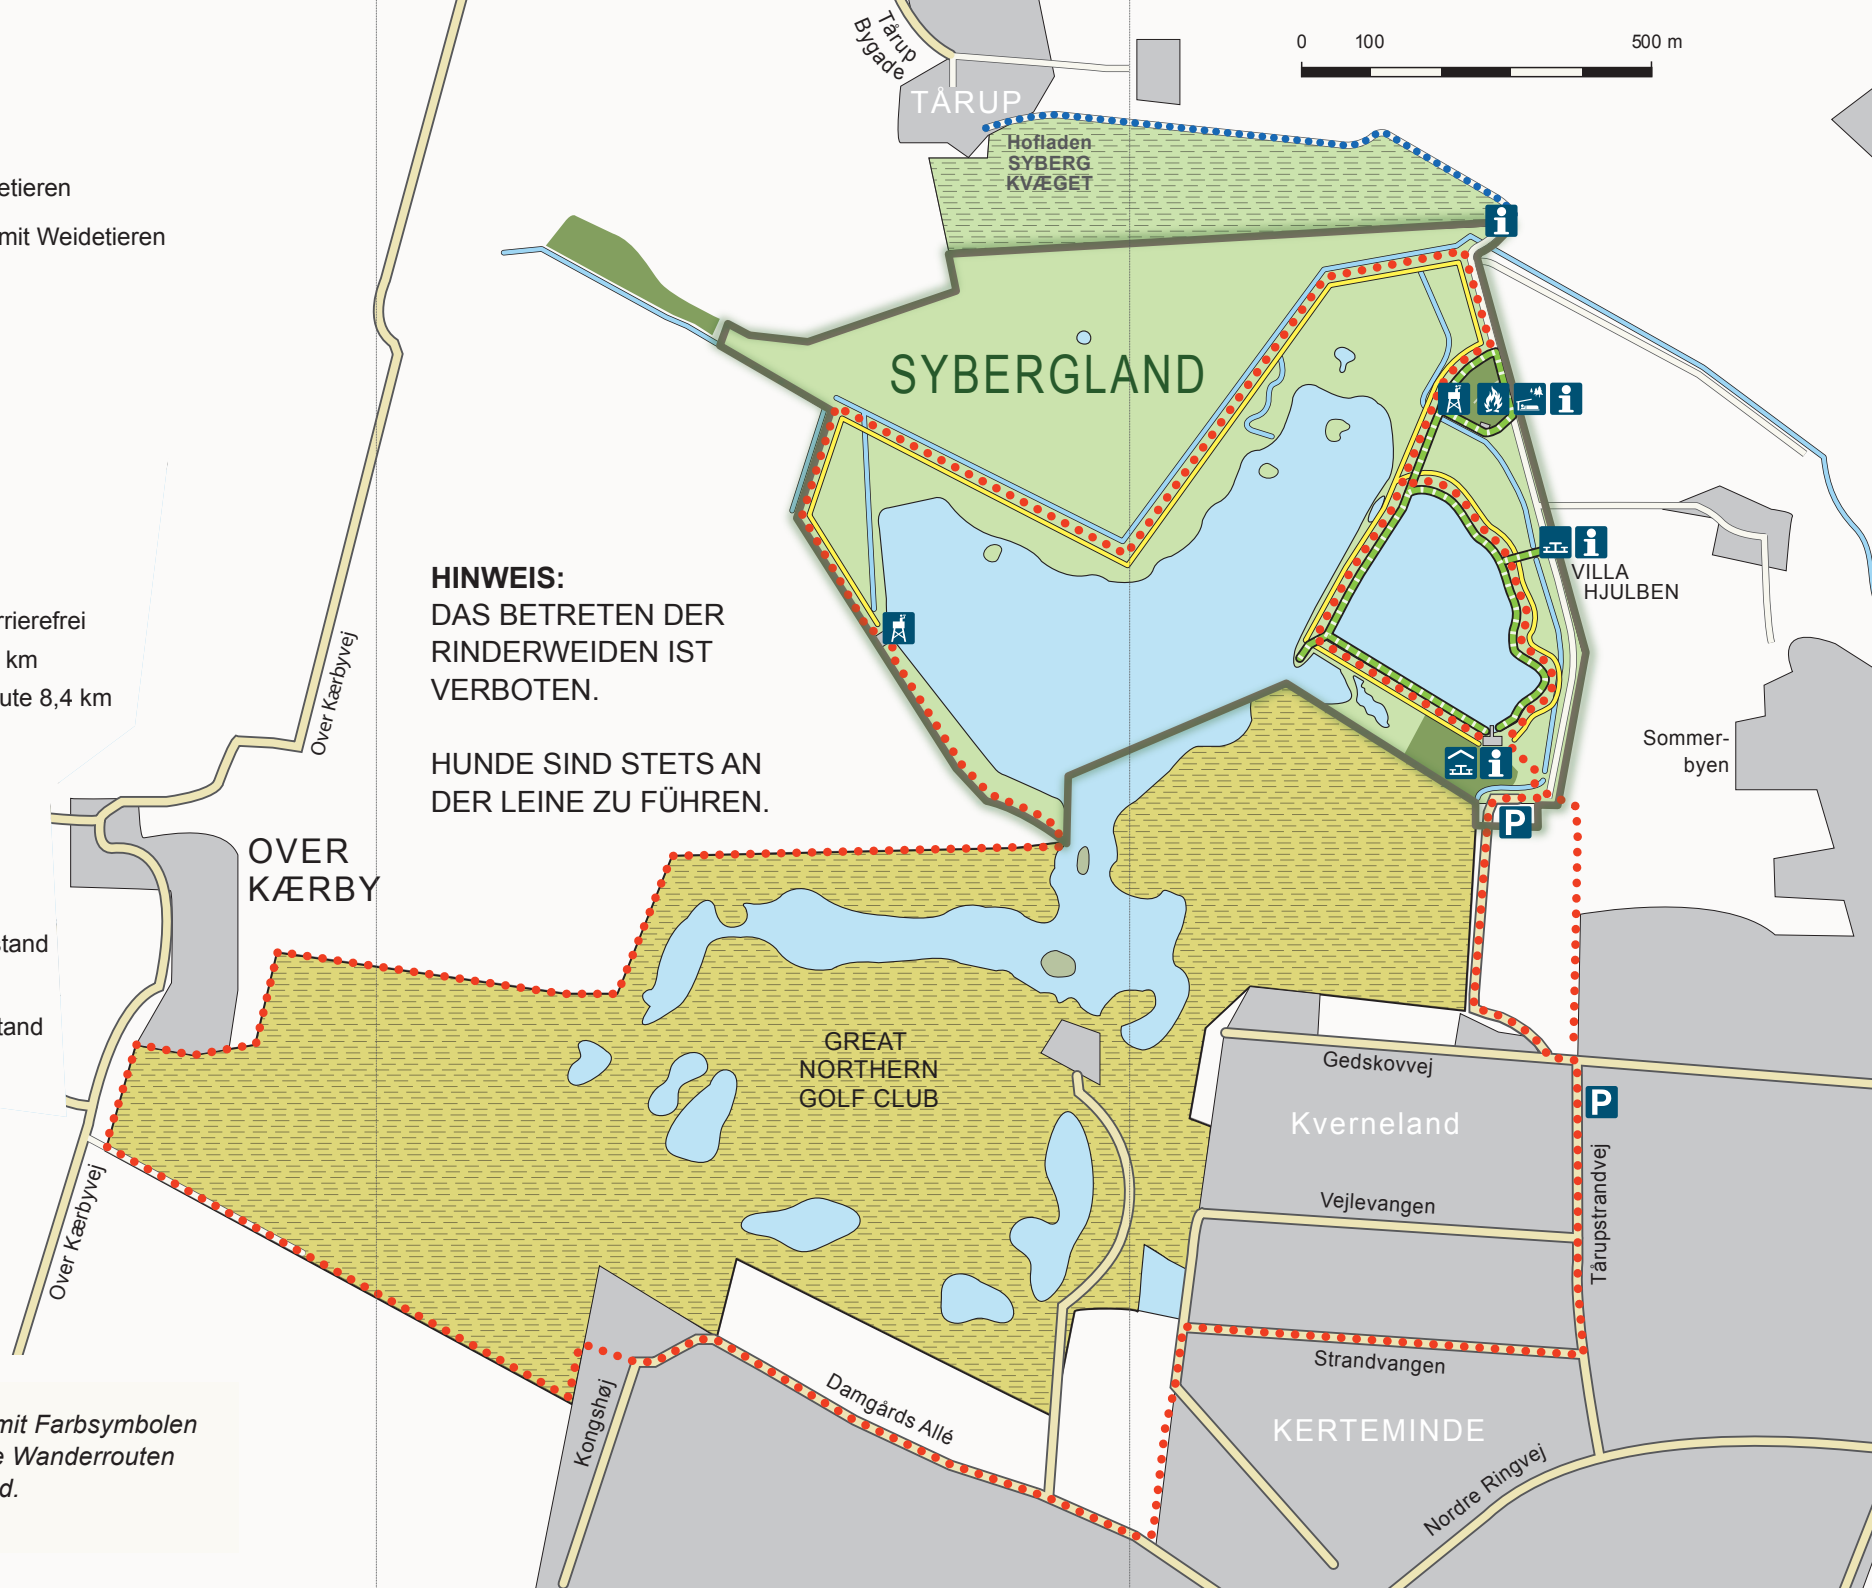 0 100 500 m
Tårup
Bygade
TÅRUP
Hofladen
SYBERG
KVÆGET
etieren
mit Weidetieren
SYBERGLAND
HINWEIS:
DAS BETRETEN DER
RINDERWEIDEN IST
VERBOTEN.
HUNDE SIND STETS AN
DER LEINE ZU FÜHREN.
VILLA
HJULBEN
rrierefrei
km
ute 8,4 km
Over Kærbyvej
Sommer-
byen
P
OVER
KÆRBY
stand
tand
GREAT
NORTHERN
GOLF CLUB
Gedskovvej
P
Kverneland
Vejlevangen
Tårupstrandvej
Over Kærbyvej
Strandvangen
Damgårds Allé
Kongshøj
KERTEMINDE
Nordre Ringvej
mit Farbsymbolen
e Wanderrouten
d.